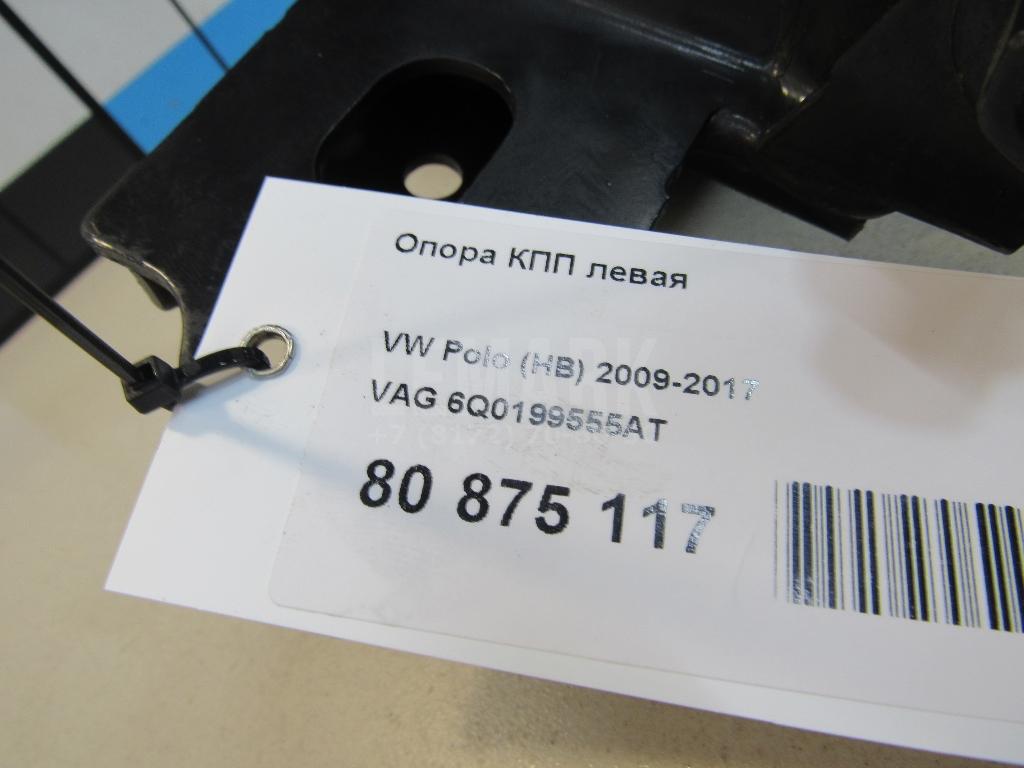 Опора КПП левая
VW Polo (HB) 2009-2017
VAG 6Q0199555AT
80 875 117